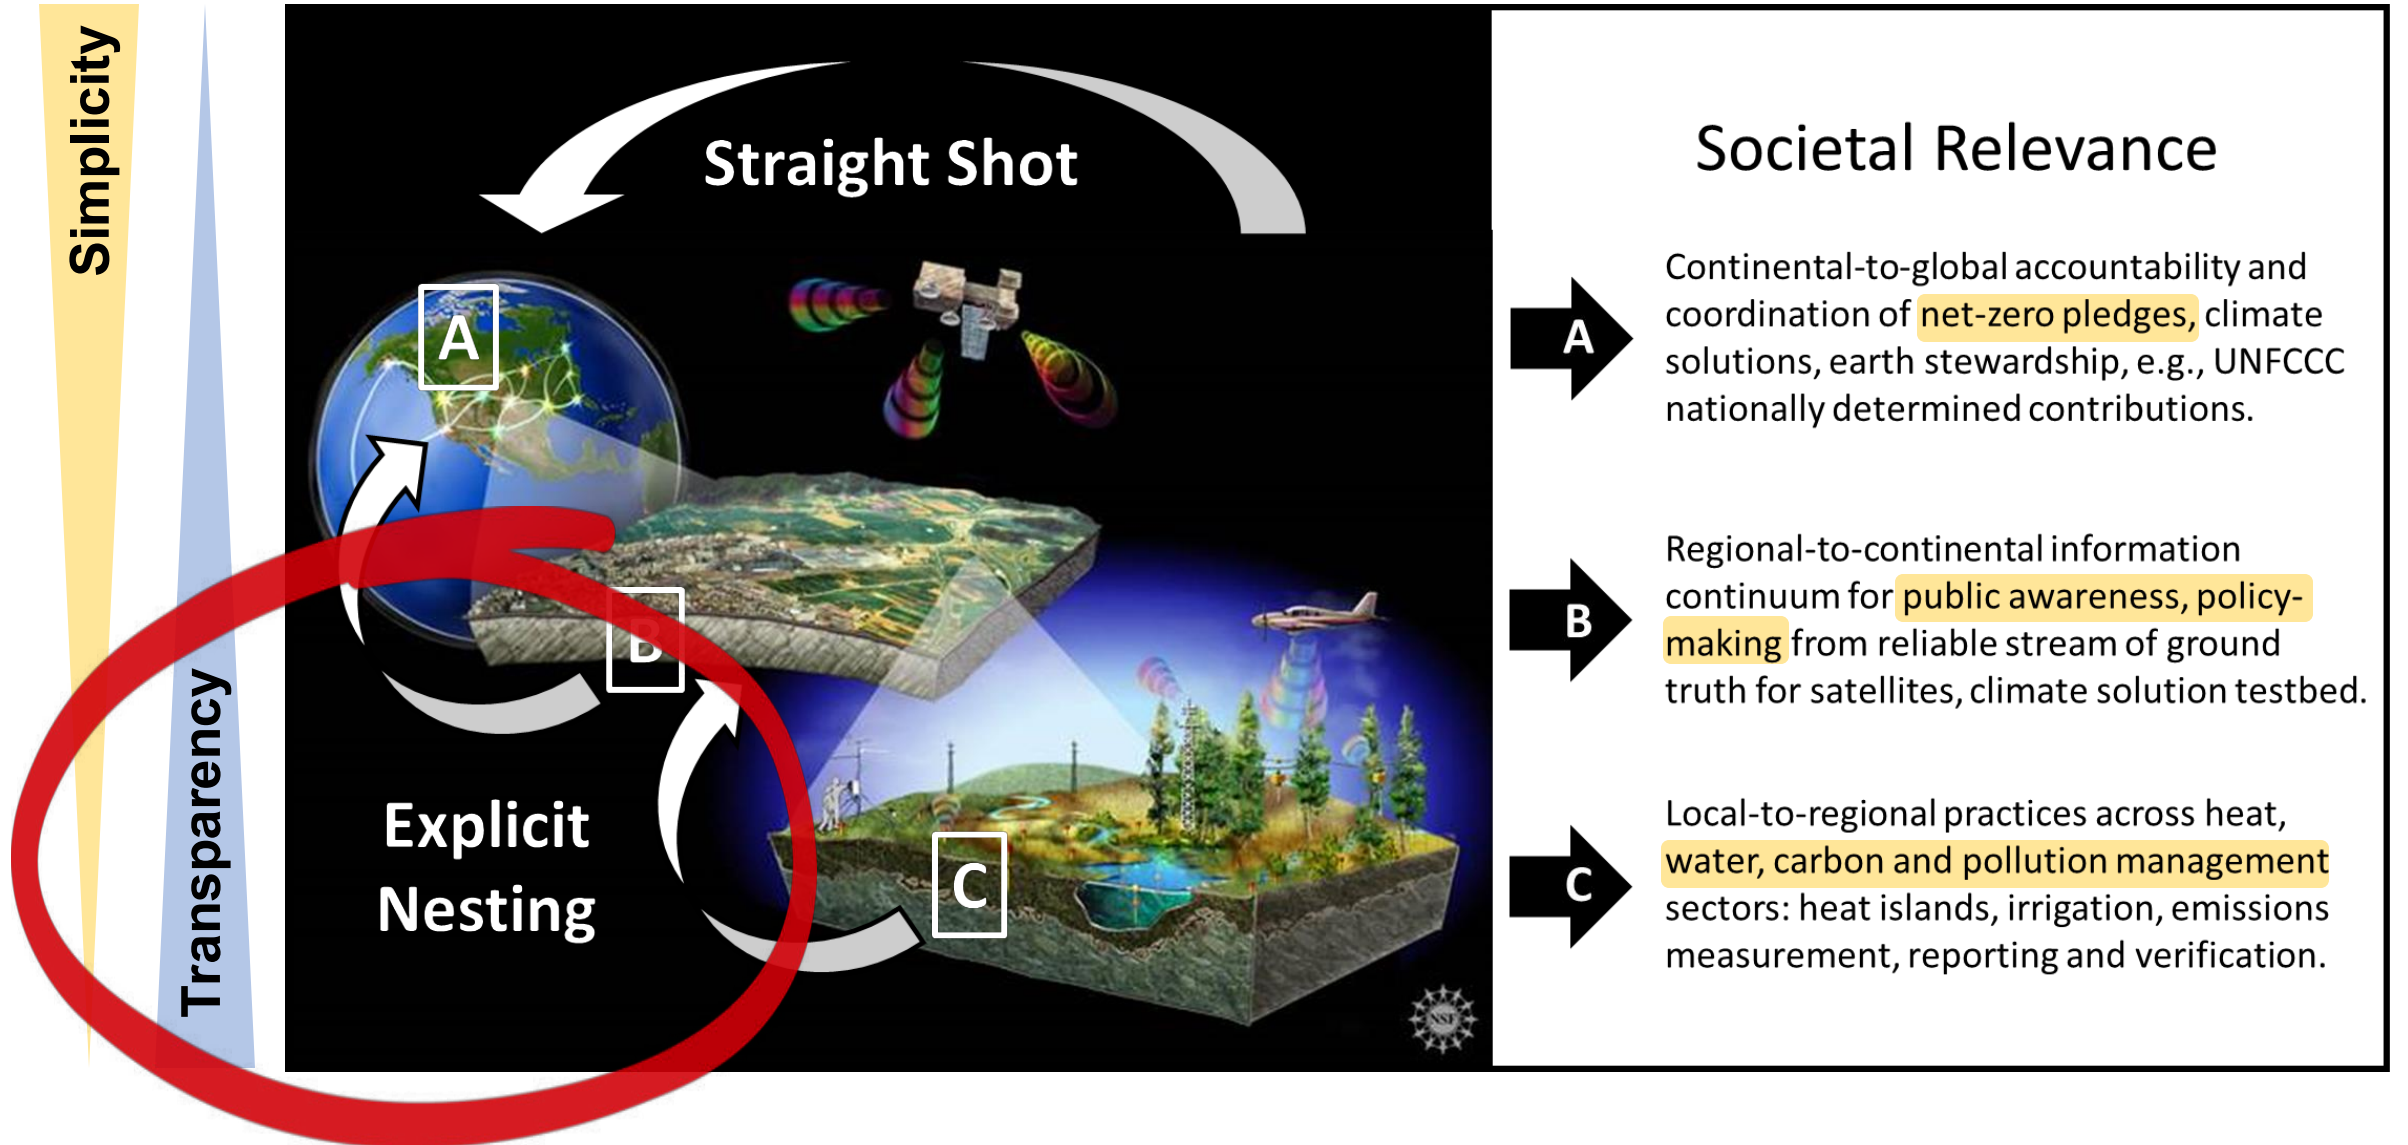 Simplicity
Transparency
Straight Shot
A
B
Explicit
Nesting
C
NSF
Societal Relevance
A
Continental-to-global accountability and
coordination of net-zero pledges, climate
solutions, earth stewardship, e.g., UNFCCC
nationally determined contributions.
B
Regional-to-continental information
continuum for public awareness, policy-
making from reliable stream of ground
truth for satellites, climate solution testbed.
C
Local-to-regional practices across heat,
water, carbon and pollution management
sectors: heat islands, irrigation, emissions
measurement, reporting and verification.